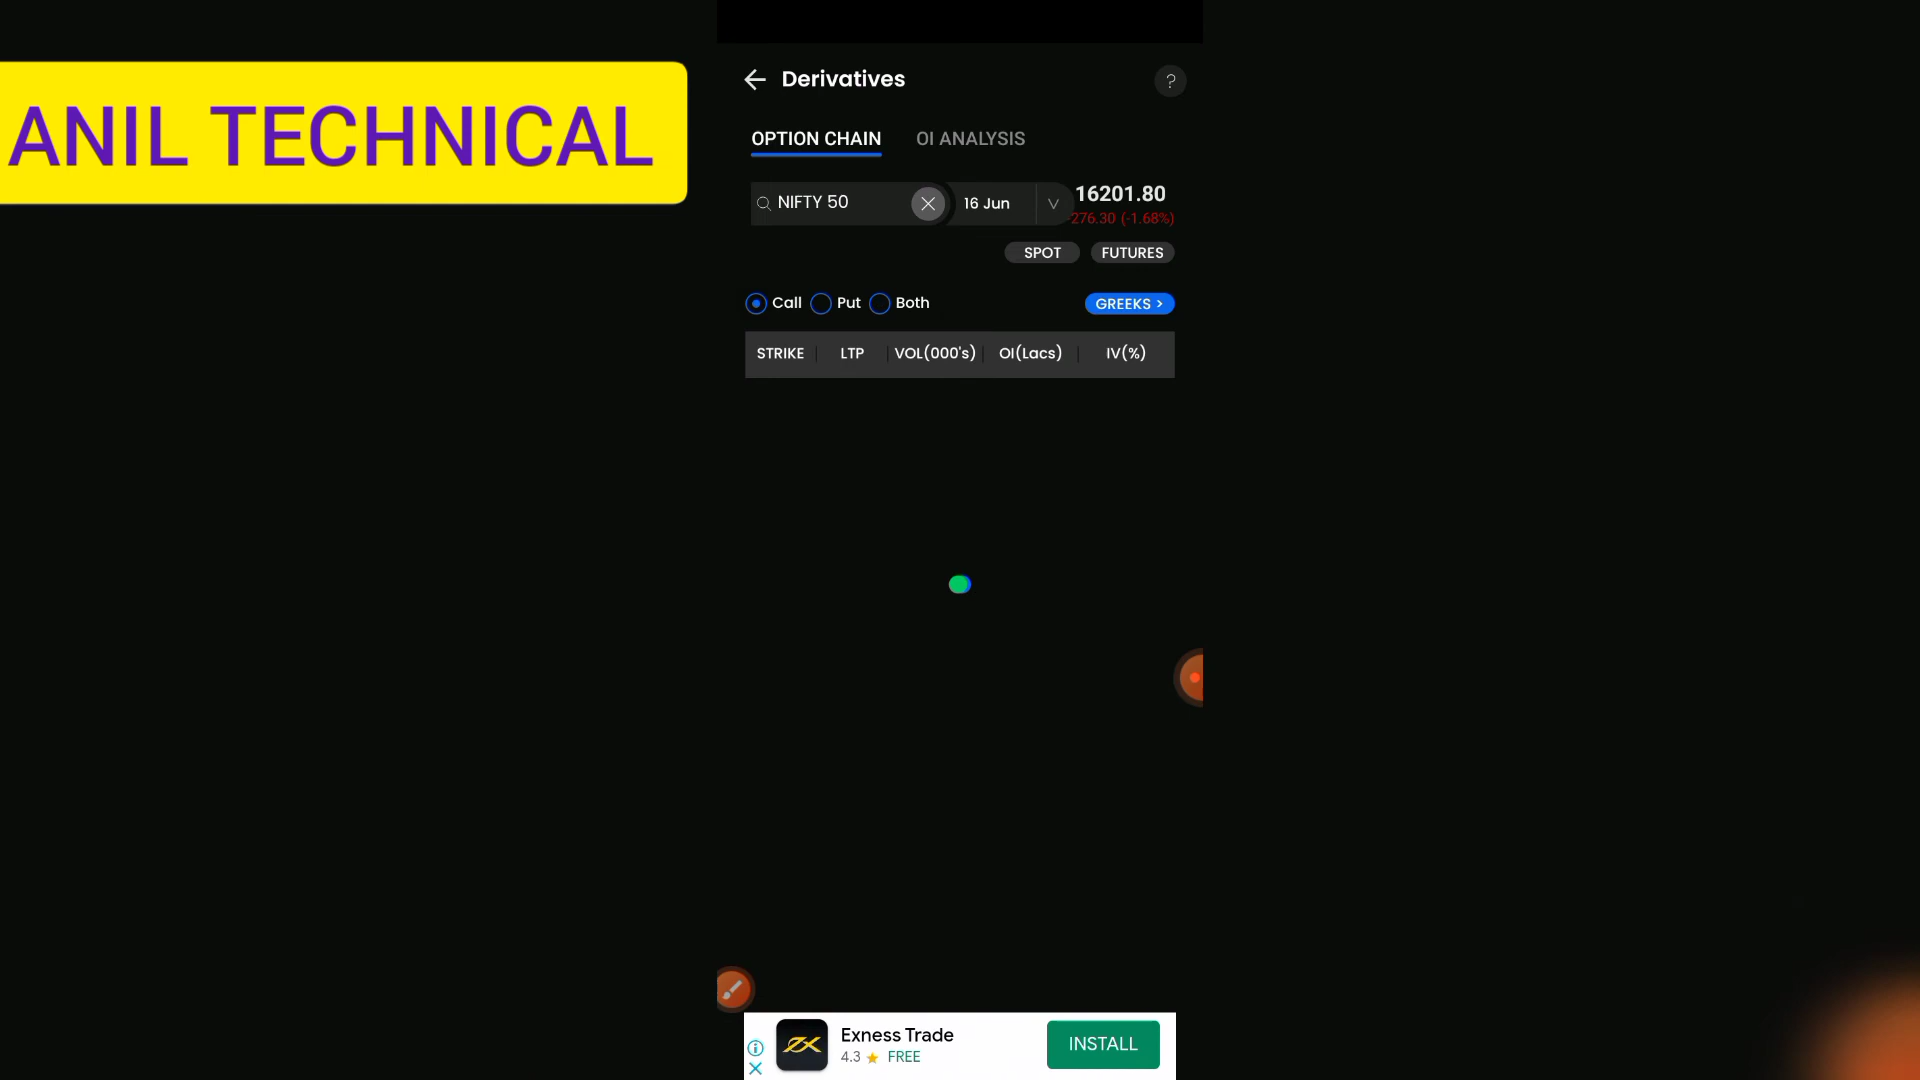 ANIL TECHNICAL
Derivatives
?
OPTION CHAIN OI ANALYSIS
NIFTY 50 16 Jun 16201.80
-276.30 (-1.68%)
SPOT FUTURES
Call Put Both GREEKS >
STRIKE LTP VOL(000's) OI(Lacs) IV(%)
Exness Trade
4.3 ★ FREE
INSTALL